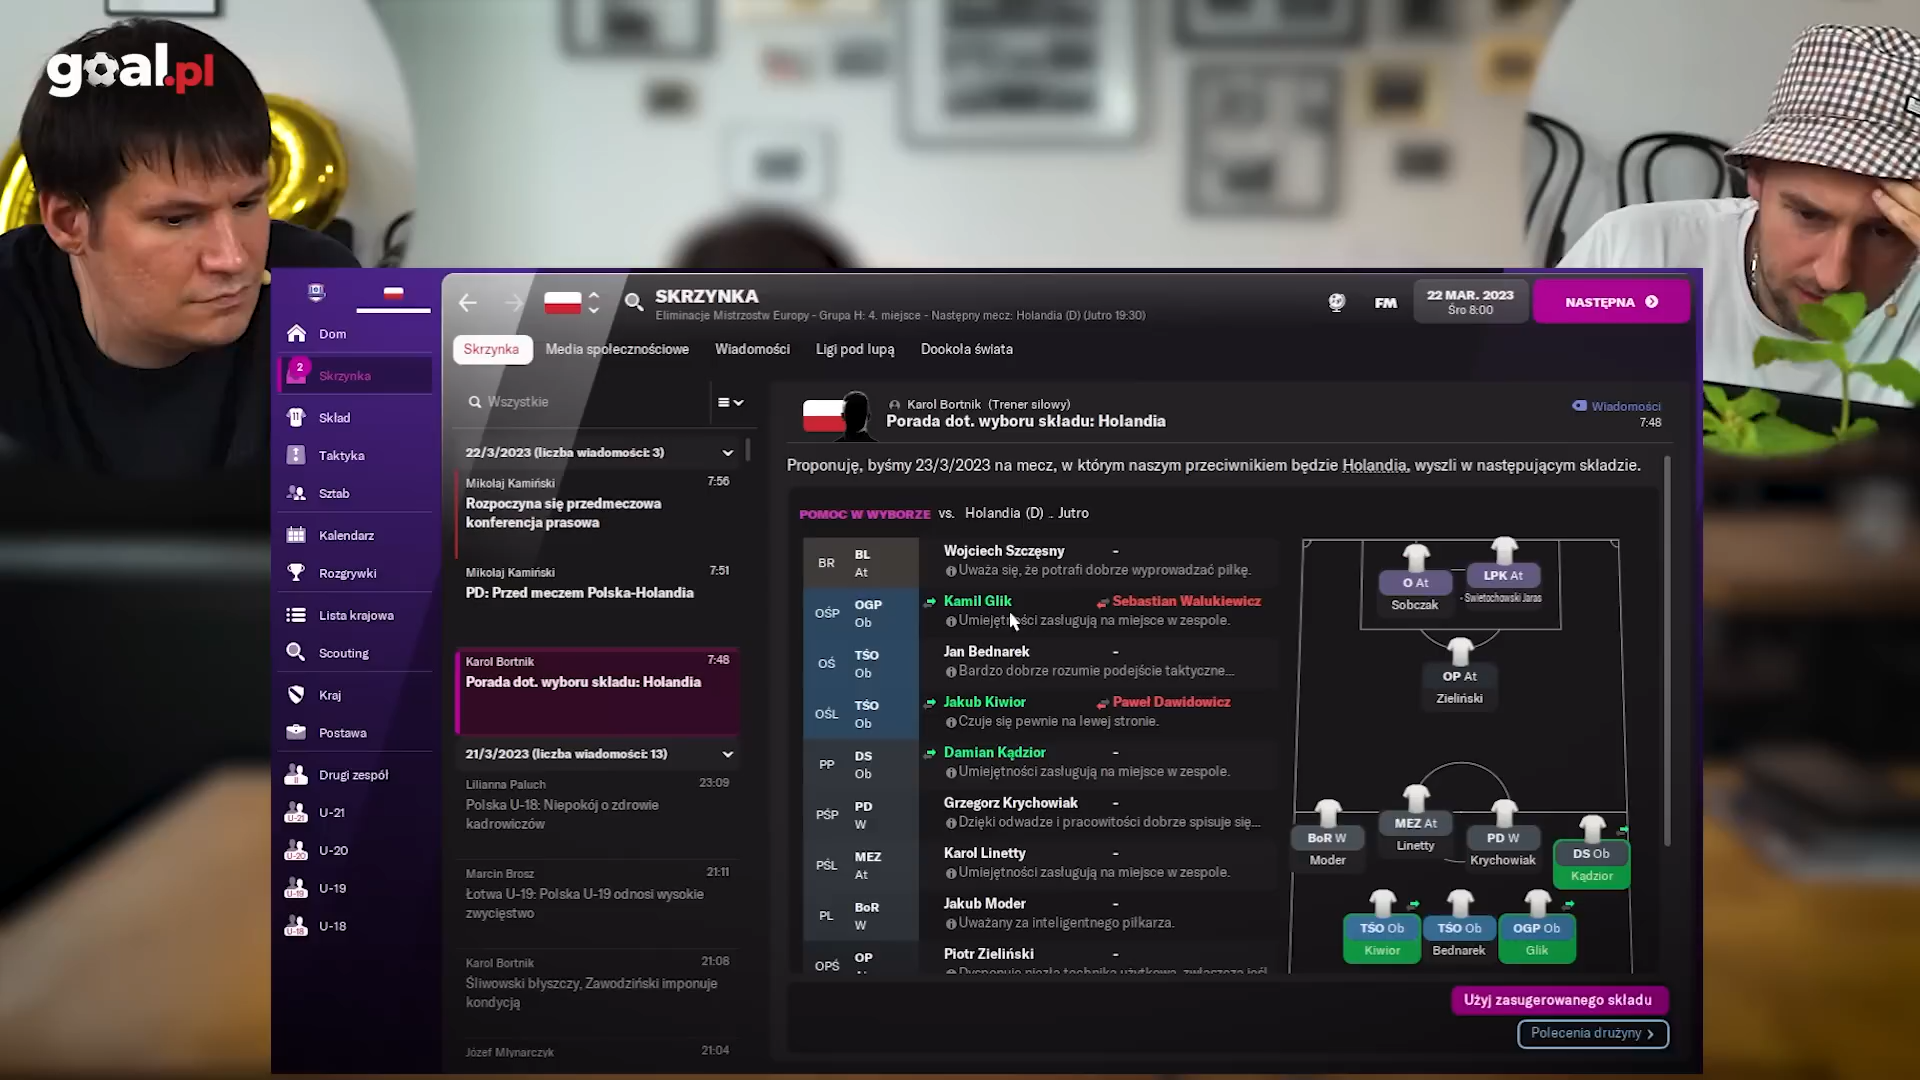 goal.pl
SKRZYNKA
Eliminacje Mistrzostw Europy - Grupa H: 4. miejsce - Następny mecz: Holandia (D) (Jutro 19:30)
FM
22 MAR. 2023
Śro 8:00
NASTĘPNA
Dom
2
Skrzynka
Skład
Taktyka
Sztab
Kalendarz
Rozgrywki
Lista krajowa
Scouting
Kraj
Postawa
Drugi zespół
U-21
U-21
U-20
U-20
U-19
U-19
U-18
U-18
Skrzynka
Media społecznościowe
Wiadomości
Ligi pod lupą
Dookoła świata
Wszystkie
22/3/2023 (liczba wiadomości: 3)
Mikołaj Kamiński 7:56
Rozpoczyna się przedmeczowa
konferencja prasowa
Mikołaj Kamiński 7:51
PD: Przed meczem Polska-Holandia
Karol Bortnik 7:48
Porada dot. wyboru składu: Holandia
21/3/2023 (liczba wiadomości: 13)
Lilianna Paluch 23:09
Polska U-18: Niepokój o zdrowie
kadrowiczów
Marcin Brosz 21:11
Łotwa U-19: Polska U-19 odnosi wysokie
zwycięstwo
Karol Bortnik 21:08
Śliwowski błyszczy, Zawodziński imponuje
kondycją
Józef Młynarczyk 21:04
Karol Bortnik (Trener siłowy)
Porada dot. wyboru składu: Holandia
Wiadomości
7:48
Proponuję, byśmy 23/3/2023 na mecz, w którym naszym przeciwnikiem będzie Holandia, wyszli w następującym składzie.
POMOC W WYBORZE vs. Holandia (D) .. Jutro
BR BL At Wojciech Szczęsny -
Uważa się, że potrafi dobrze wyprowadzać piłkę.
OŚP OGP Ob Kamil Glik Sebastian Walukiewicz
Umiejętności zasługują na miejsce w zespole.
OŚ TŚO Ob Jan Bednarek -
Bardzo dobrze rozumie podejście taktyczne...
OŚL TŚO Ob Jakub Kiwior Paweł Dawidowicz
Czuje się pewnie na lewej stronie.
PP DS Ob Damian Kądzior -
Umiejętności zasługują na miejsce w zespole.
PŚP PD W Grzegorz Krychowiak -
Dzięki odwadze i pracowitości dobrze spisuje się...
PŚL MEZ At Karol Linetty -
Umiejętności zasługują na miejsce w zespole.
PL BoR W Jakub Moder -
Uważany za inteligentnego piłkarza.
OPŚ OP Piotr Zieliński -
O At
Sobczak
LPK At
- Świętochowski Jaras
OP At
Zieliński
BoR W
Moder
MEZ At
Linetty
PD W
Krychowiak
DS Ob
Kądzior
TŚO Ob
Kiwior
TŚO Ob
Bednarek
OGP Ob
Glik
Użyj zasugerowanego składu
Polecenia drużyny